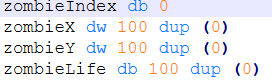 zombieIndex db 0
zombieX dw 100 dup (0)
zombieY dw 100 dup (0)
zombieLife db 100 dup (0)